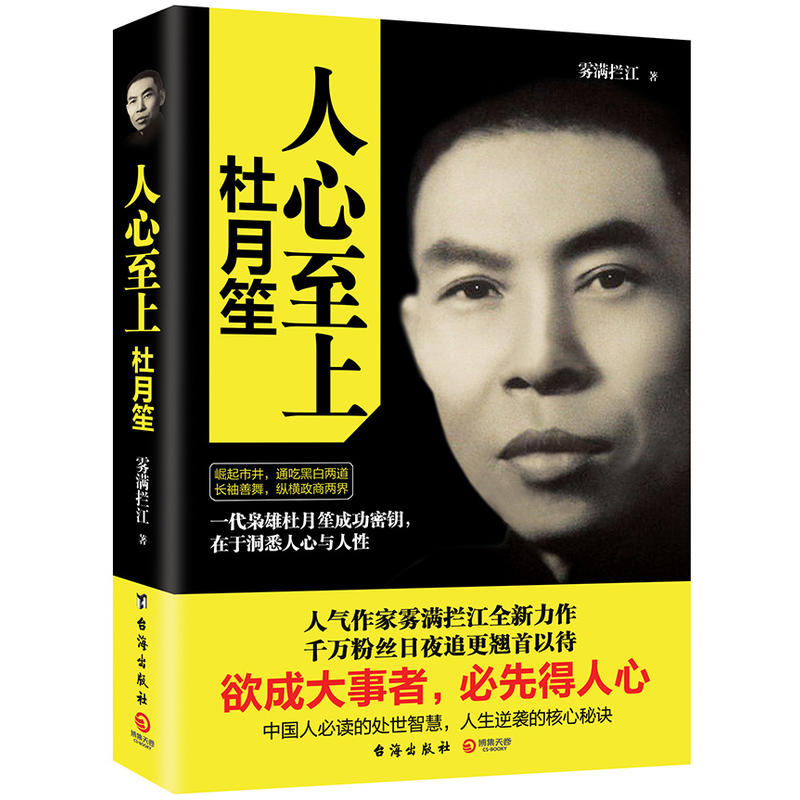 人心至上
杜月笙
雾满拦江 著
台海出版社
博集天卷
CS-BOOKY
雾满拦江 著
人心至上
杜月笙
崛起市井，通吃黑白两道
长袖善舞，纵横政商两界
一代枭雄杜月笙成功密钥，
在于洞悉人心与人性
人气作家雾满拦江全新力作
千万粉丝日夜追更翘首以待
欲成大事者，必先得人心
中国人必读的处世智慧，人生逆袭的核心秘诀
台海出版社
博集天卷
CS-BOOKY